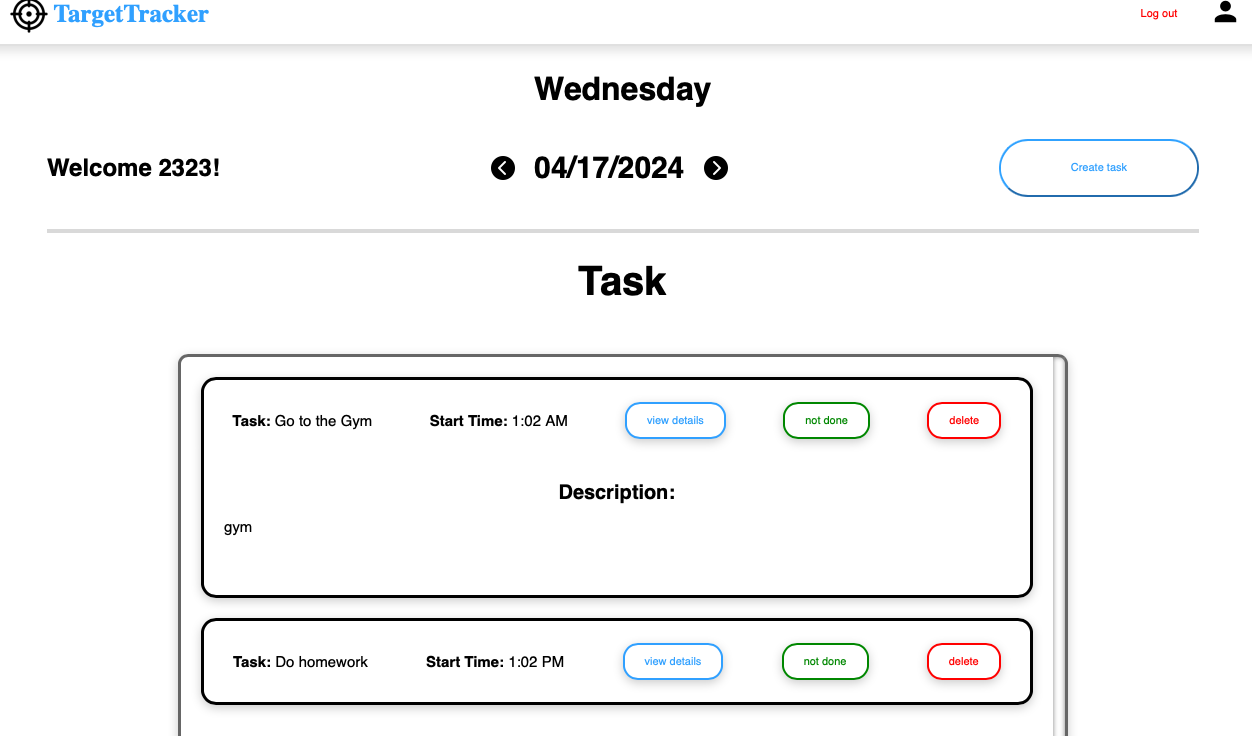 TargetTracker
Log out
Wednesday
Welcome 2323!
04/17/2024
Create task
Task
Task: Go to the Gym Start Time: 1:02 AM view details not done delete
Description:
gym
Task: Do homework Start Time: 1:02 PM view details not done delete